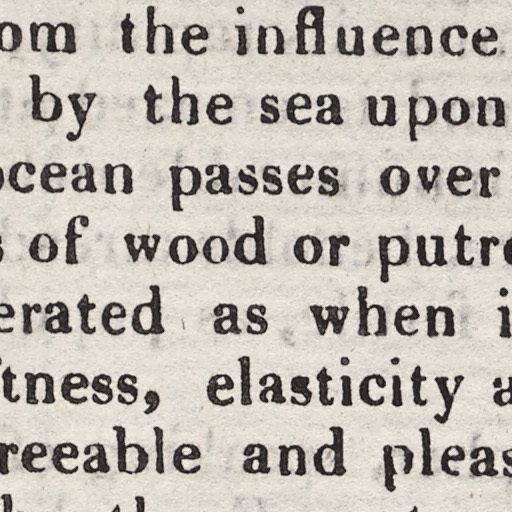 om the influence
by the sea upon
ocean passes over
s of wood or putre
erated as when i
tness, elasticity a
reeable and pleas